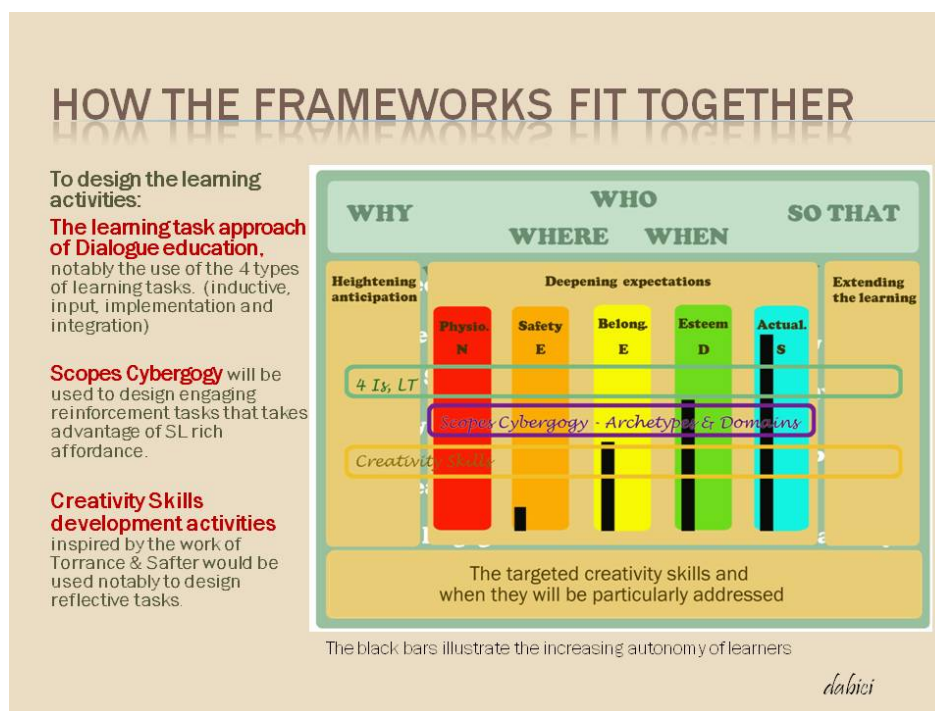 HOW THE FRAMEWORKS FIT TOGETHER
To design the learning
activities:
The learning task approach
of Dialogue education,
notably the use of the 4 types
of learning tasks. (inductive,
input, implementation and
integration)
Scopes Cybergogy will be
used to design engaging
reinforcement tasks that takes
advantage of SL rich
affordance.
Creativity Skills
development activities
inspired by the work of
Torrance & Safter would be
used notably to design
reflective tasks.
WHY
WHO
WHERE WHEN
SO THAT
Heightening
anticipation
Deepening expectations
Extending
the learning
Physio. Safety Belong. Esteem Actual.
N E E D S
4 Is, LT
Scopes Cybergogy - Archetypes & Domains
Creativity Skills
The targeted creativity skills and
when they will be particularly addressed
The black bars illustrate the increasing autonomy of learners
dabici